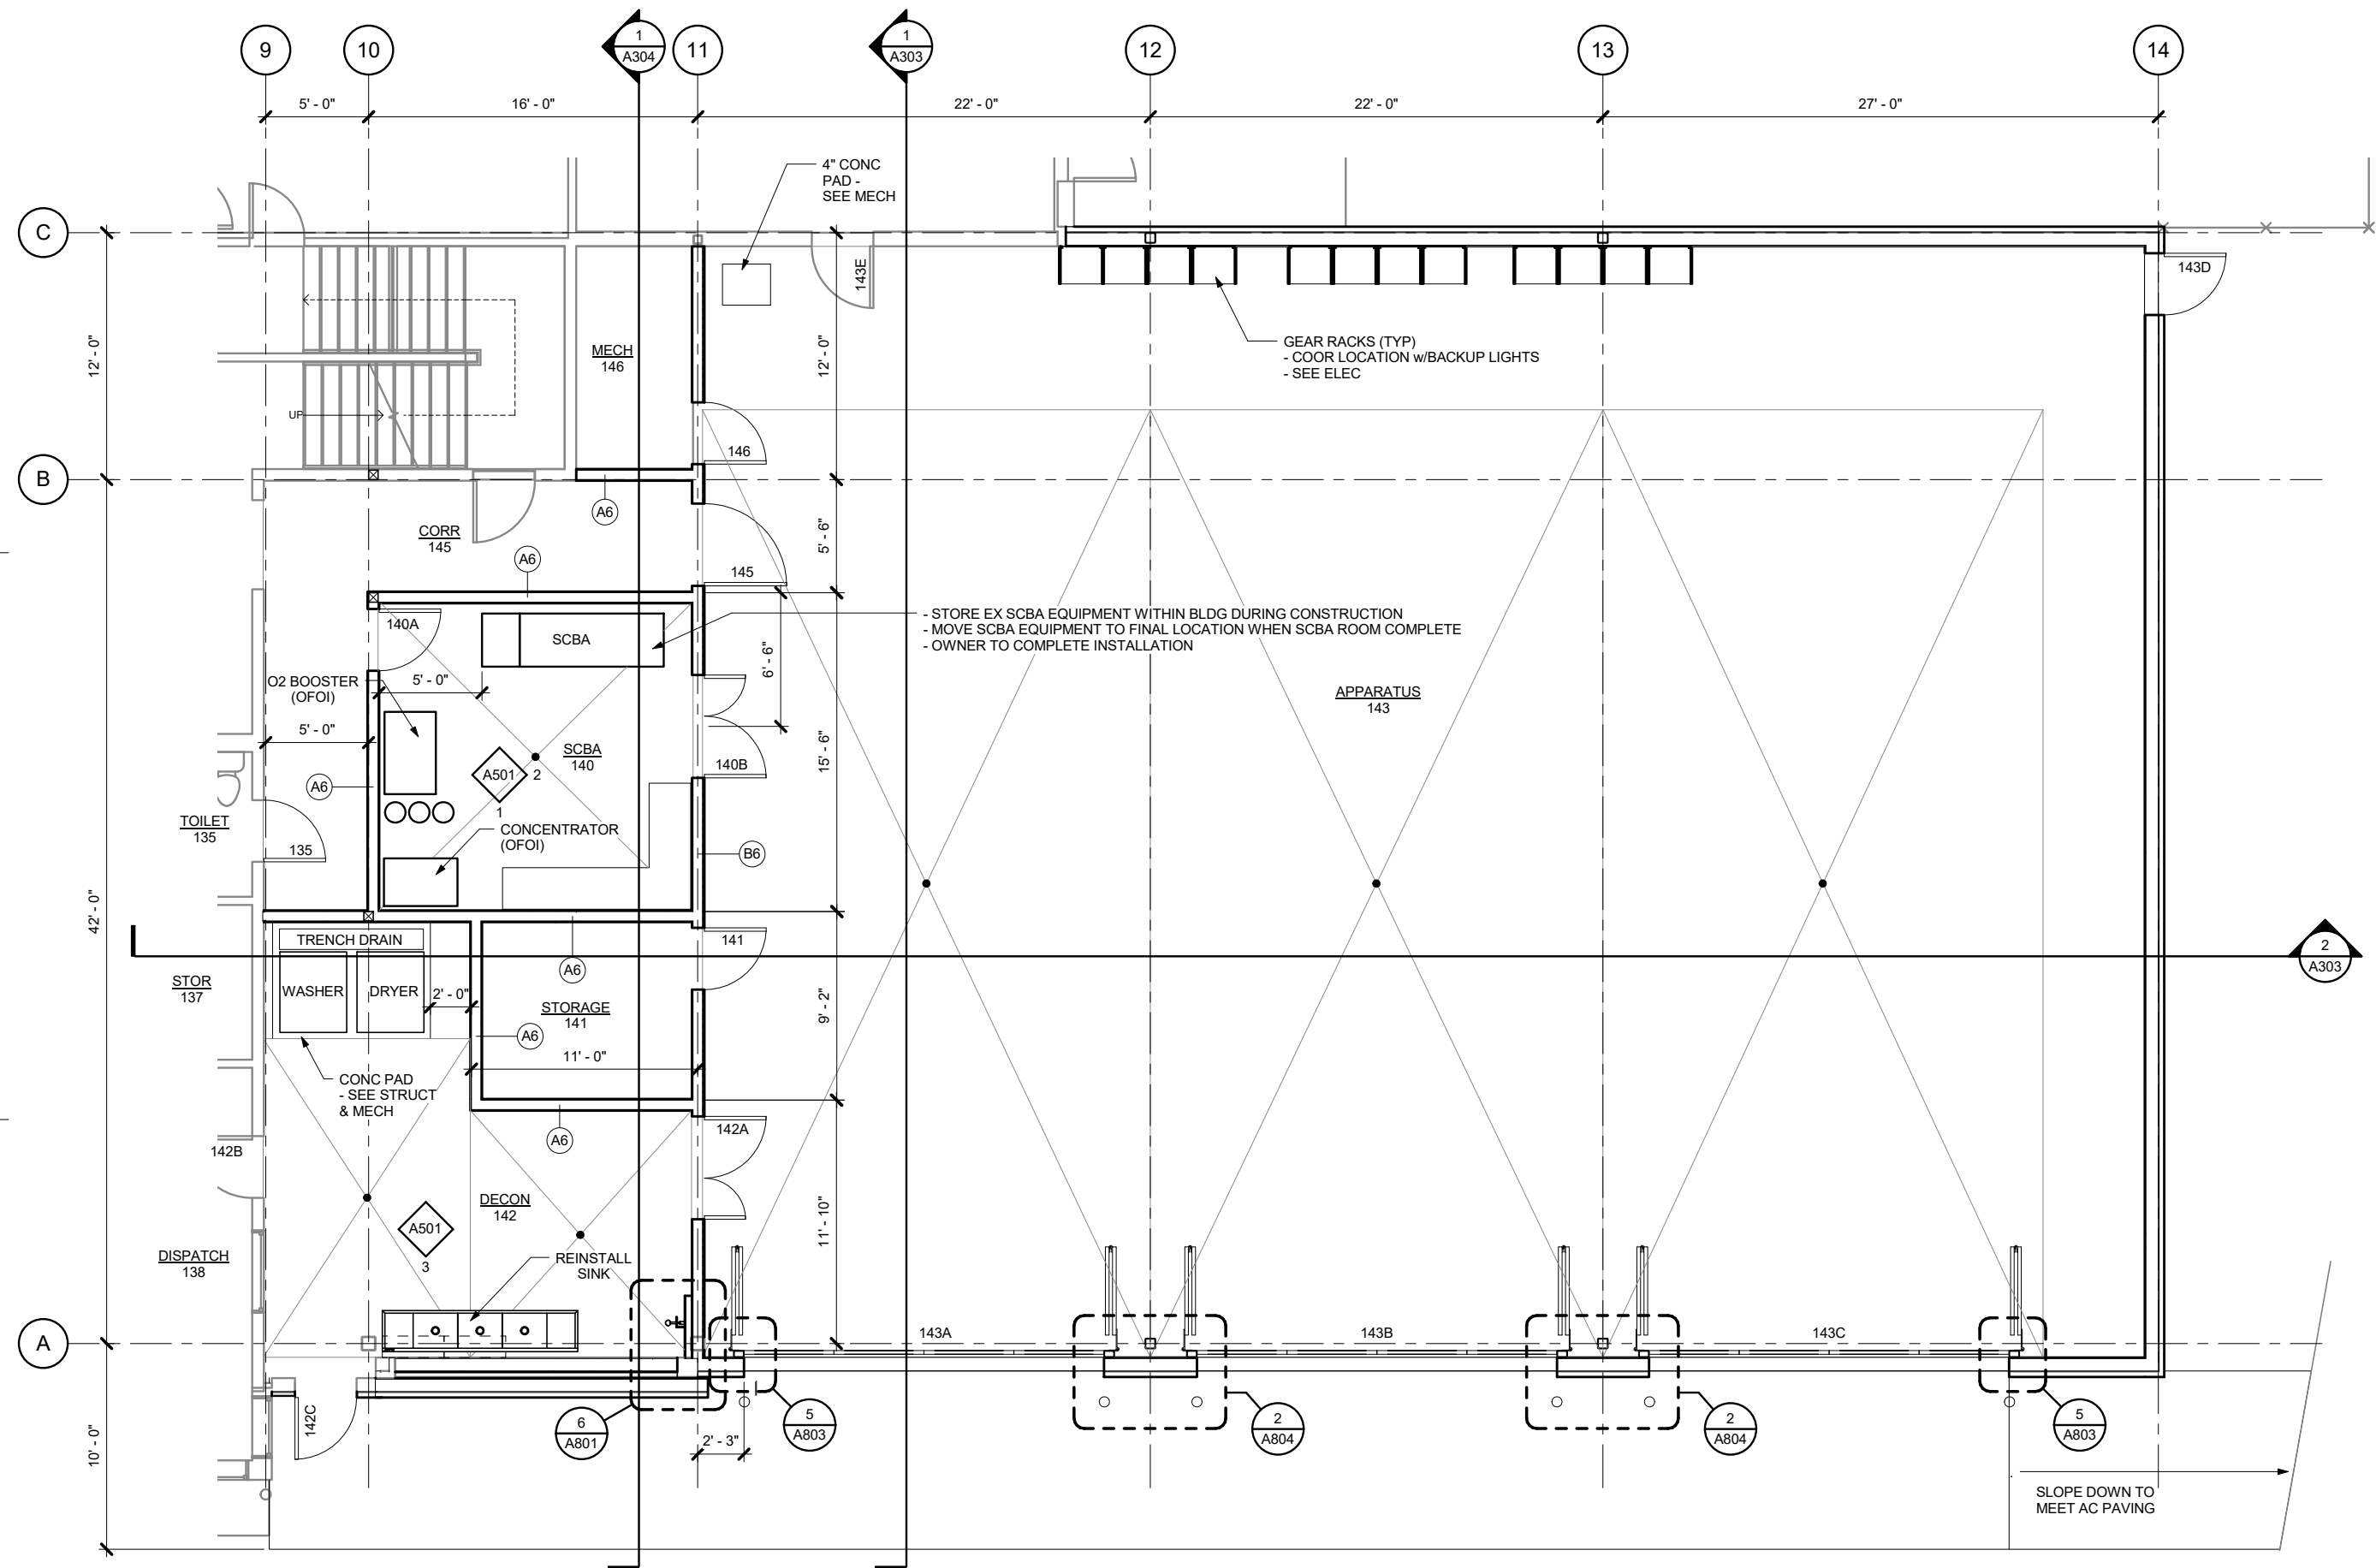 9
10
1
A304
11
1
A303
12
13
14
5' - 0"
16' - 0"
22' - 0"
22' - 0"
27' - 0"
4" CONC
PAD -
SEE MECH
C
143E
143D
12' - 0"
12' - 0"
MECH
146
GEAR RACKS (TYP)
- COOR LOCATION w/BACKUP LIGHTS
- SEE ELEC
UP
146
B
A6
CORR
145
A6
5' - 6"
145
- STORE EX SCBA EQUIPMENT WITHIN BLDG DURING CONSTRUCTION
- MOVE SCBA EQUIPMENT TO FINAL LOCATION WHEN SCBA ROOM COMPLETE
- OWNER TO COMPLETE INSTALLATION
140A
SCBA
6' - 6"
O2 BOOSTER
(OFOI)
5' - 0"
APPARATUS
143
5' - 0"
SCBA
140
A501
2
1
140B
15' - 6"
A6
TOILET
135
135
CONCENTRATOR
(OFOI)
B6
42' - 0"
TRENCH DRAIN
141
A6
2
A303
STOR
137
WASHER
DRYER
2' - 0"
STORAGE
141
A6
9' - 2"
11' - 0"
CONC PAD
- SEE STRUCT
& MECH
A6
142A
142B
DECON
142
A501
3
11' - 10"
DISPATCH
138
REINSTALL
SINK
A
143A
143B
143C
142C
6
A801
5
A803
2
A804
2
A804
5
A803
2' - 3"
10' - 0"
SLOPE DOWN TO
MEET AC PAVING